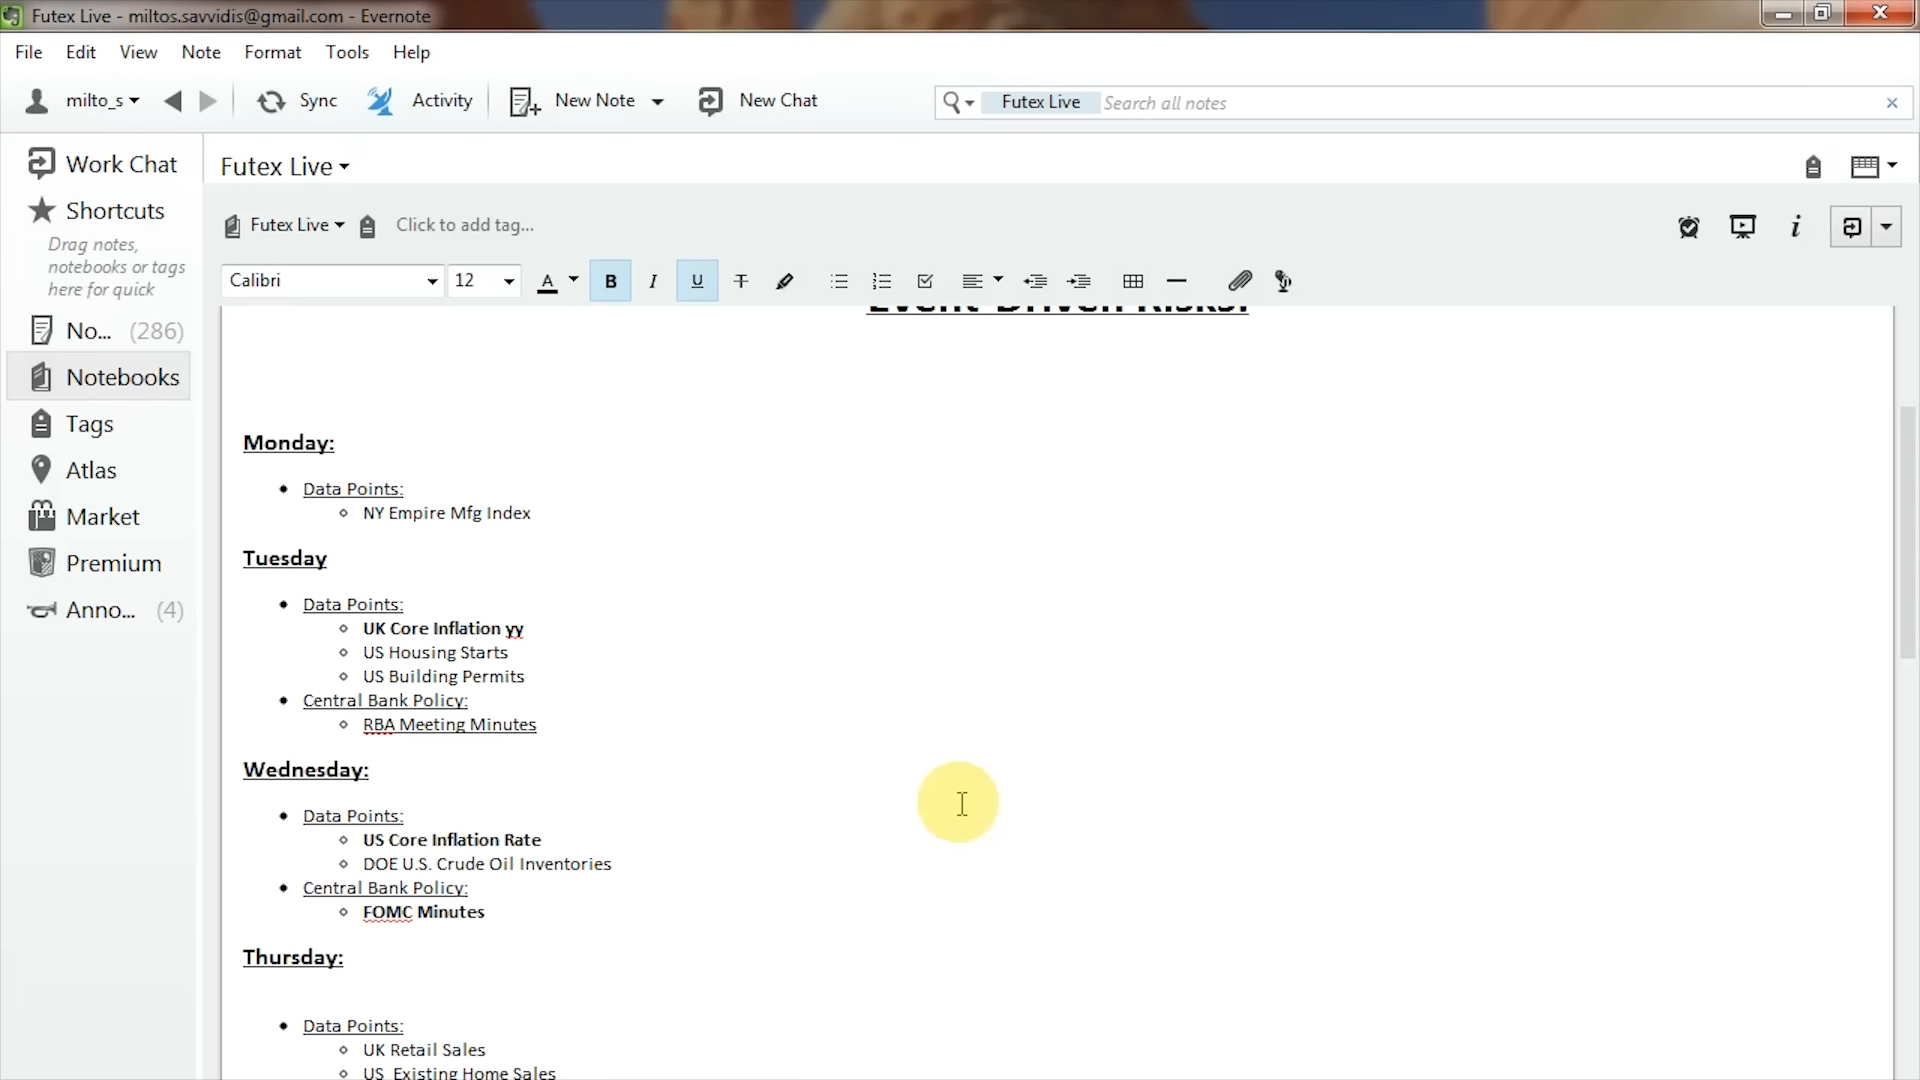 Futex Live - miltos.savvidis@gmail.com - Evernote
File Edit View Note Format Tools Help
milto_s Sync Activity New Note New Chat Futex Live Search all notes
Work Chat
Shortcuts
Drag notes,
notebooks or tags
here for quick
No... (286)
Notebooks
Tags
Atlas
Market
Premium
Anno... (4)
Futex Live
Futex Live Click to add tag...
Calibri 12 A B I U T
Event Driven Risks:
Monday:
Data Points:
NY Empire Mfg Index
Tuesday
Data Points:
UK Core Inflation yy
US Housing Starts
US Building Permits
Central Bank Policy:
RBA Meeting Minutes
Wednesday:
Data Points:
US Core Inflation Rate
DOE U.S. Crude Oil Inventories
Central Bank Policy:
FOMC Minutes
Thursday:
Data Points:
UK Retail Sales
US Existing Home Sales